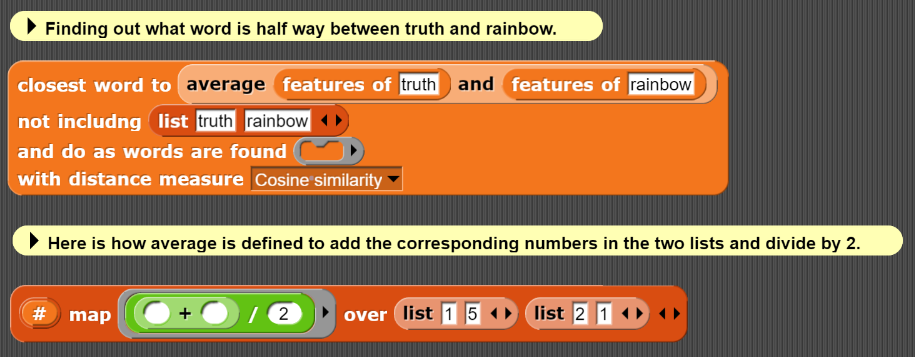 Finding out what word is half way between truth and rainbow.
closest word to average features of truth and features of rainbow
not includng list truth rainbow
and do as words are found
with distance measure Cosine similarity
Here is how average is defined to add the corresponding numbers in the two lists and divide by 2.
# map + / 2 over list 1 5 list 2 1